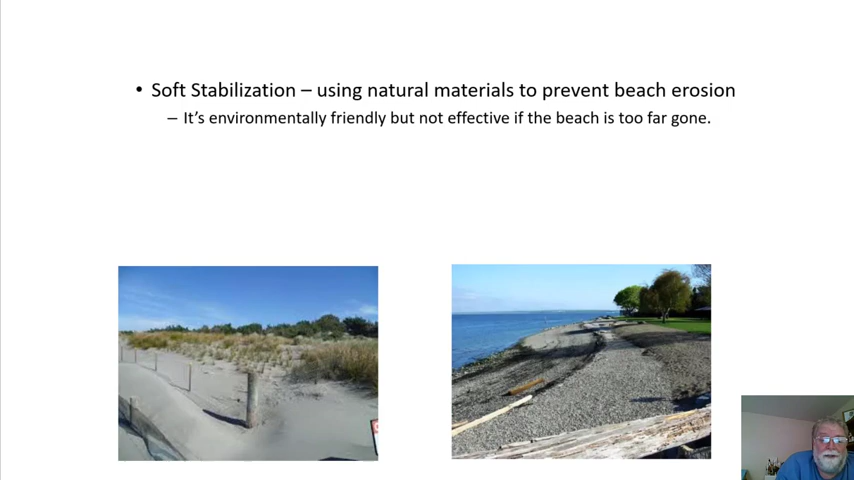 • Soft Stabilization – using natural materials to prevent beach erosion
– It's environmentally friendly but not effective if the beach is too far gone.